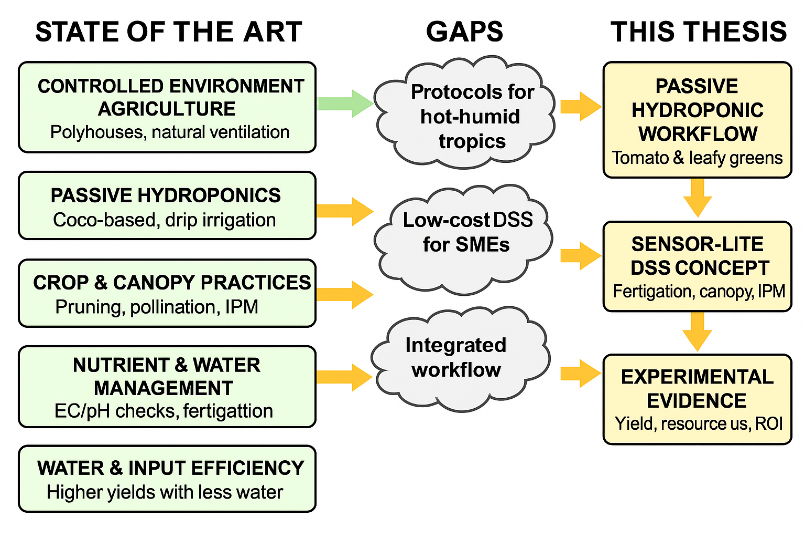 STATE OF THE ART
CONTROLLED ENVIRONMENT
AGRICULTURE
Polyhouses, natural ventilation
PASSIVE HYDROPONICS
Coco-based, drip irrigation
CROP & CANOPY PRACTICES
Pruning, pollination, IPM
NUTRIENT & WATER
MANAGEMENT
EC/pH checks, fertigattion
WATER & INPUT EFFICIENCY
Higher yields with less water
GAPS
Protocols for
hot-humid
tropics
Low-cost DSS
for SMEs
Integrated
workflow
THIS THESIS
PASSIVE
HYDROPONIC
WORKFLOW
Tomato & leafy greens
SENSOR-LITE
DSS CONCEPT
Fertigation, canopy, IPM
EXPERIMENTAL
EVIDENCE
Yield, resource us, ROI